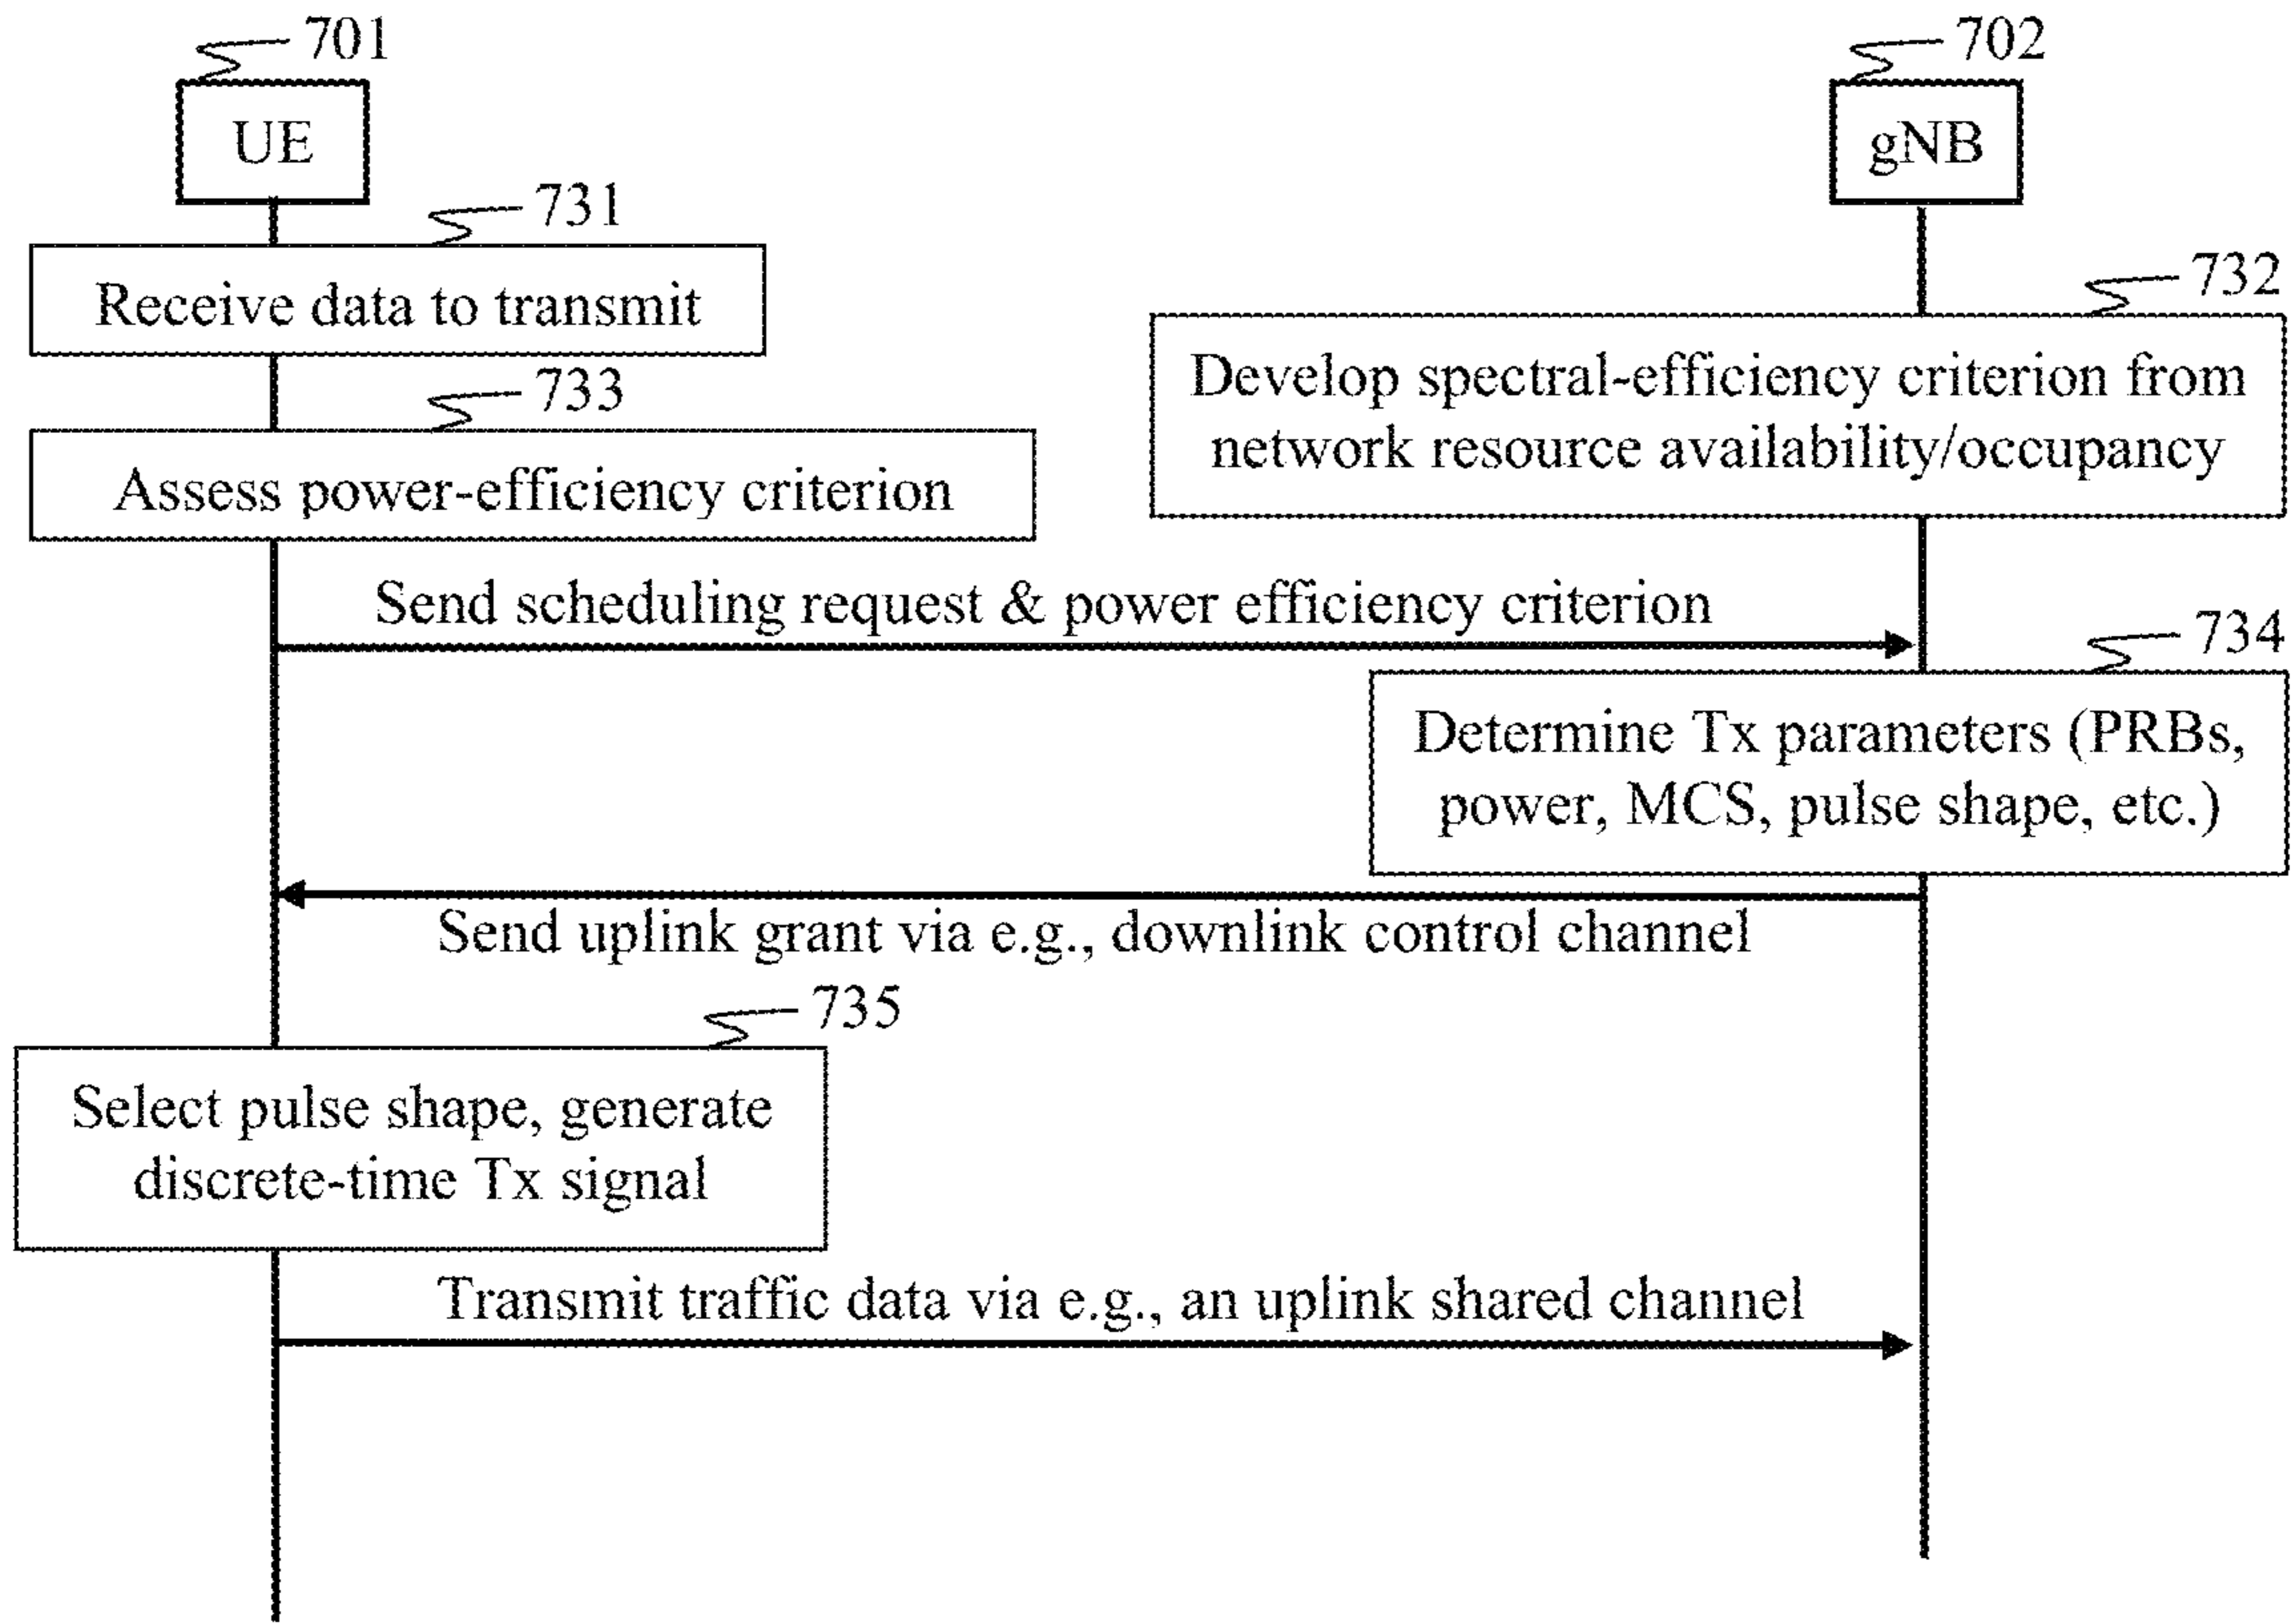 701
702
UE
gNB
731
Receive data to transmit
732
Develop spectral-efficiency criterion from
network resource availability/occupancy
733
Assess power-efficiency criterion
Send scheduling request & power efficiency criterion
734
Determine Tx parameters (PRBs,
power, MCS, pulse shape, etc.)
Send uplink grant via e.g., downlink control channel
735
Select pulse shape, generate
discrete-time Tx signal
Transmit traffic data via e.g., an uplink shared channel